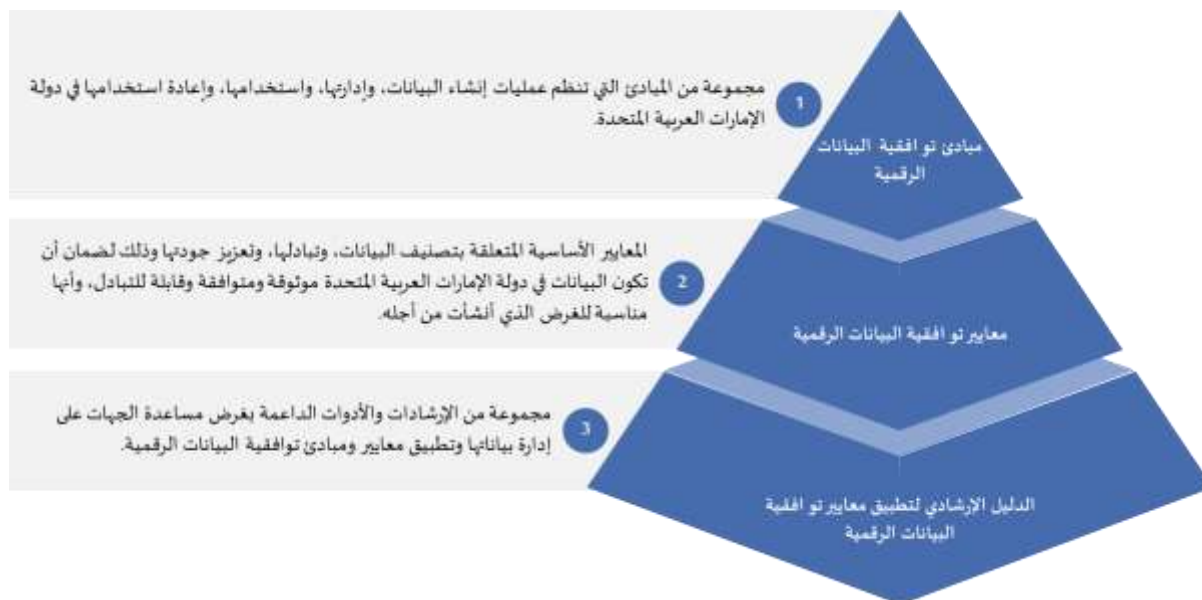 مجموعة من المبادئ التي تنظم عمليات إنشاء البيانات، وإدارتها، واستخدامها، وإعادة استخدامها في دولة
الإمارات العربية المتحدة.
1
مبادئ توافقية البيانات
الرقمية
المعايير الأساسية المتعلقة بتصنيف البيانات، وتبادلها، وتعزيز جودتها وذلك لضمان أن
تكون البيانات في دولة الإمارات العربية المتحدة موثوقة ومتوافقة وقابلة للتبادل، وأنها
مناسبة للغرض الذي أنشأت من أجله.
2
معايير توافقية البيانات الرقمية
مجموعة من الإرشادات والأدوات الداعمة بغرض مساعدة الجهات على
إدارة بياناتها وتطبيق معايير ومبادئ توافقية البيانات الرقمية.
3
الدليل الإرشادي لتطبيق معايير توافقية
البيانات الرقمية